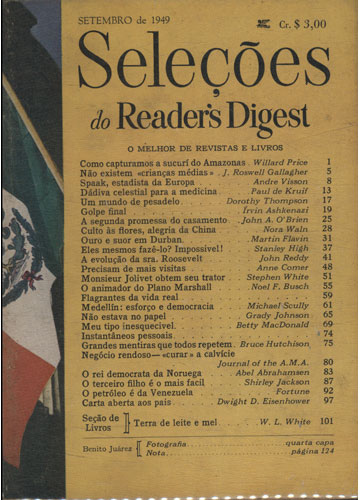 SETEMBRO de 1949
Cr. $ 3,00
Seleções
do Reader's Digest
O MELHOR DE REVISTAS E LIVROS
Como capturamos a sucurí do Amazonas . Willard Price 1
Não existem «crianças médias» . J. Roswell Gallagher 5
Spaak, estadista da Europa . Andre Visson 8
Dádiva celestial para a medicina . Paul de Kruif 13
Um mundo de pesadelo . Dorothy Thompson 17
Golpe final . Irvin Ashkenazi 19
A segunda promessa do casamento . John A. O'Brien 25
Culto às flores, alegria da China . Nora Waln 28
Ouro e suor em Durban . Martin Flavin 31
Eles mesmos fazê-lo? Impossivel! Stanley High 37
A evolução da sra. Roosevelt . John Reddy 41
Precisam de mais visitas . Anne Comer 48
Monsieur Jolivet obtem seu trator . Stephen White 51
O animador do Plano Marshall . Noel F. Busch 55
Flagrantes da vida real 59
Medellín: esforço e democracia . Michael Scully 61
Não estava no papel . Grady Johnson 65
Meu tipo inesquecivel . Betty MacDonald 69
Instantâneos pessoais 74
Grandes mentiras que todos repetem . Bruce Hutchison 75
Negócio rendoso—«curar» a calvície
Journal of the A.M.A. 80
O rei democrata da Noruega . Abel Abrahamsen 83
O terceiro filho é o mais facil . Shirley Jackson 87
O petróleo é da Venezuela . Fortune 92
Carta aberta aos pais . Dwight D. Eisenhower 97
Seção de Livros ]] Terra de leite e mel . . W. L. White 101
Benito Juárez { Fotografia quarta capa
Nota página 124